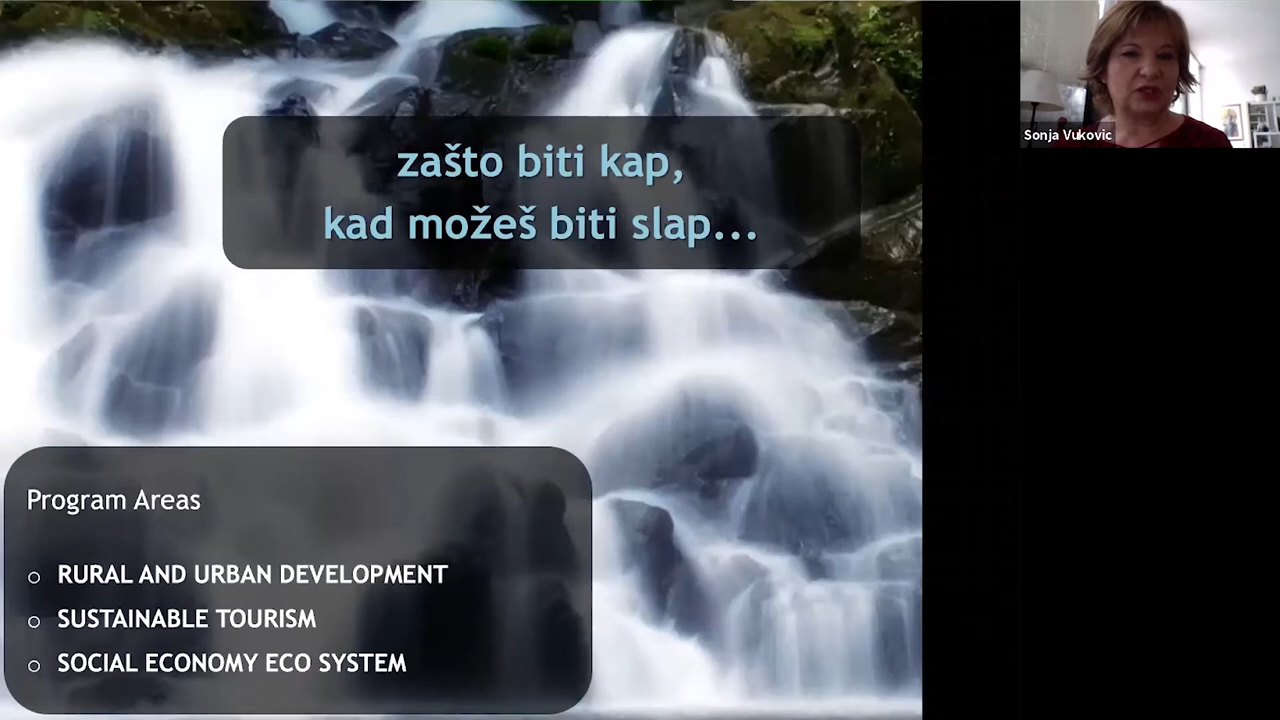 zašto biti kap,
kad možeš biti slap...
Sonja Vukovic
Program Areas
o RURAL AND URBAN DEVELOPMENT
o SUSTAINABLE TOURISM
o SOCIAL ECONOMY ECO SYSTEM